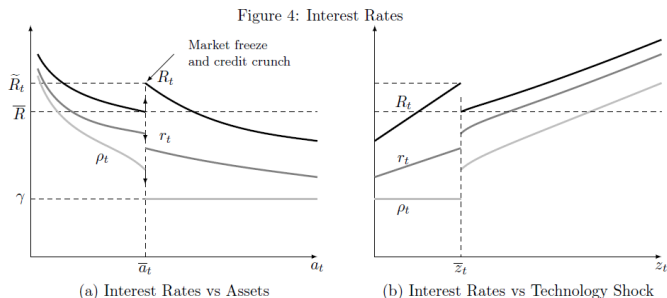 Figure 4: Interest Rates
Market freeze
and credit crunch
R̃ₜ
R̅
γ
Rₜ
rₜ
ρₜ
a̅ₜ
aₜ
(a) Interest Rates vs Assets
Rₜ
rₜ
ρₜ
z̅ₜ
zₜ
(b) Interest Rates vs Technology Shock